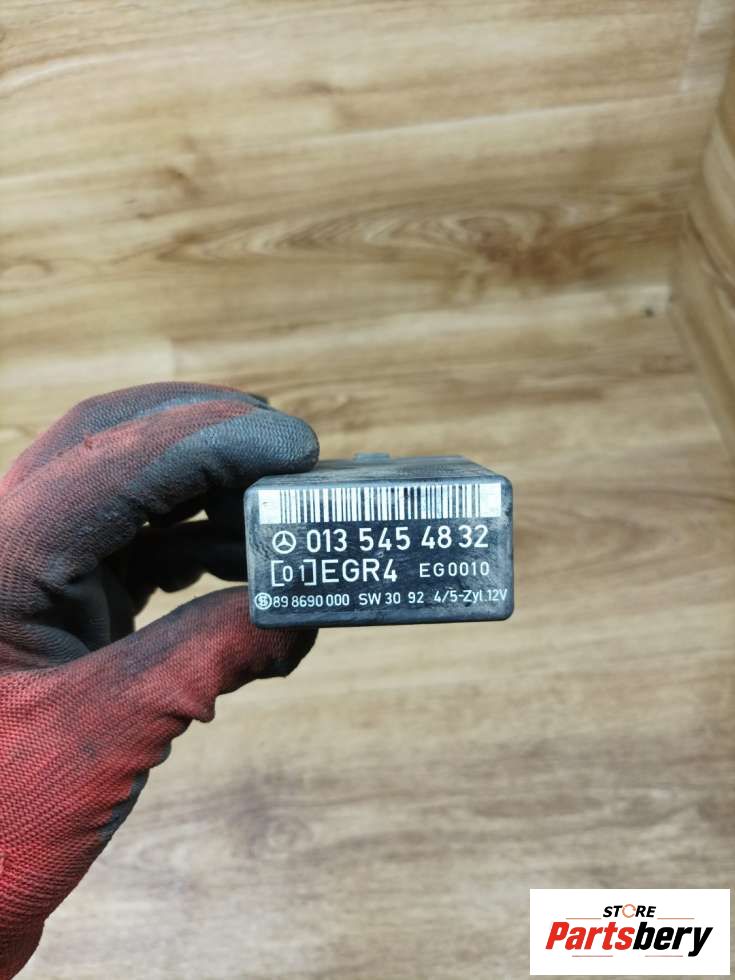 013 545 48 32
[01] EGR4 EG0010
89 8690 000 SW 30 92 4/5-Zyl.12V
STORE
Partsbery